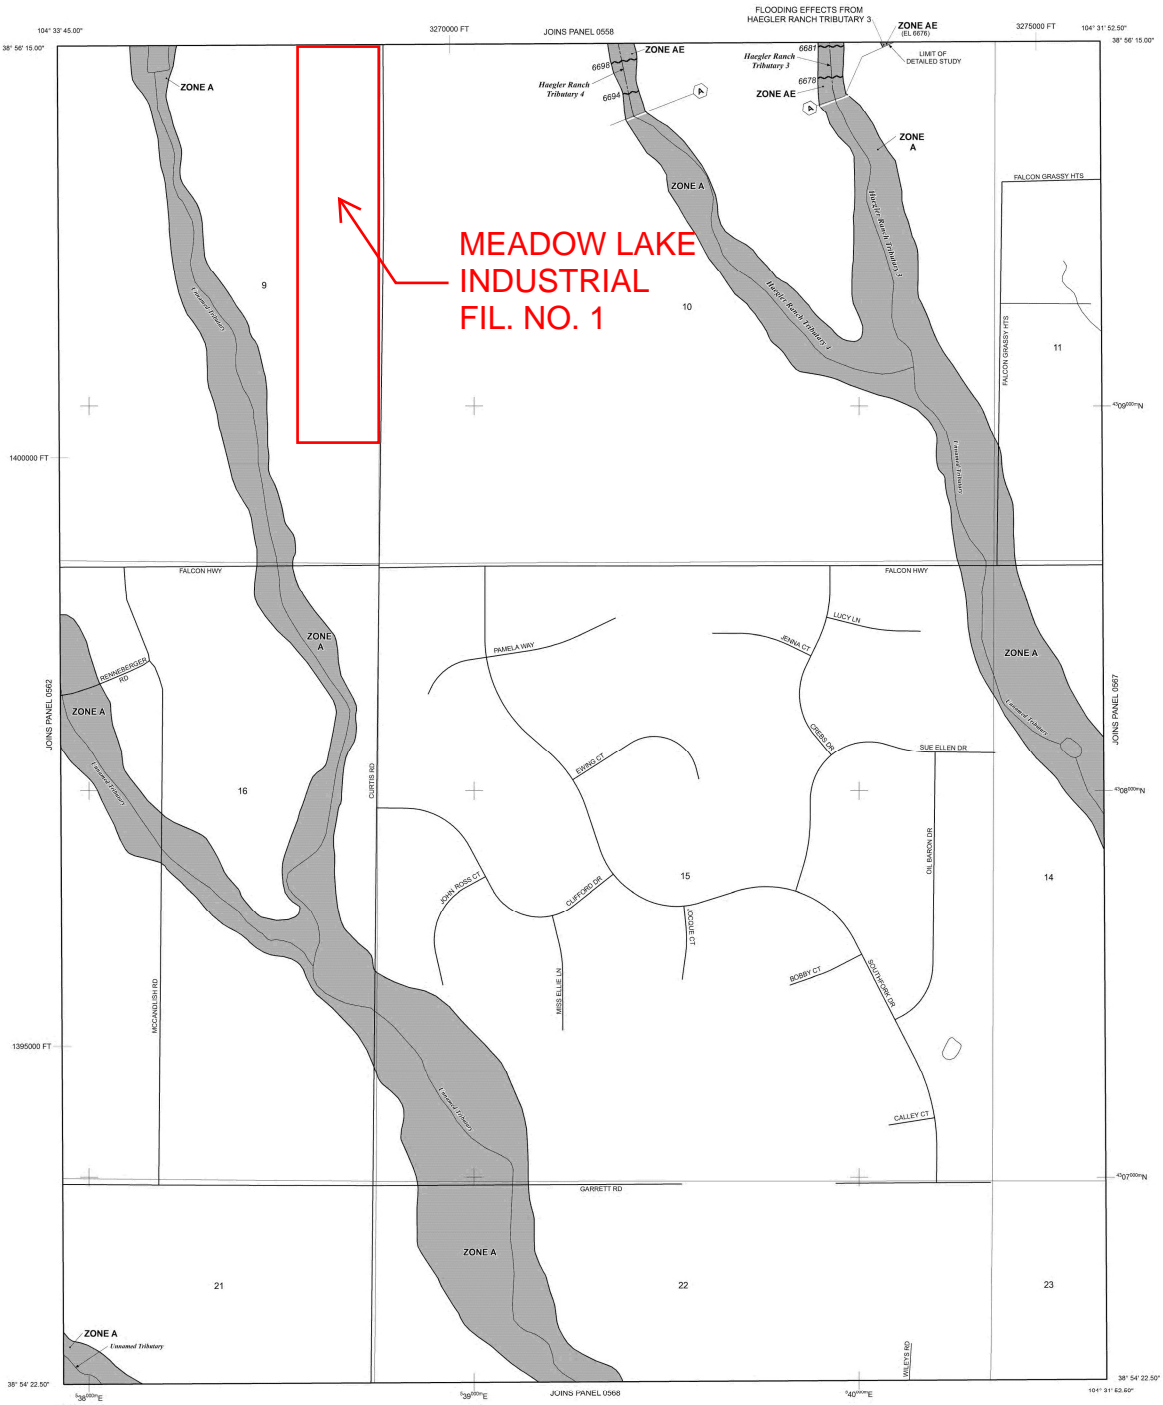 FLOODING EFFECTS FROM
HAEGLER RANCH TRIBUTARY 3
ZONE AE
(EL 6676)
104° 33' 45.00"
3270000 FT
JOINS PANEL 0558
3275000 FT
104° 31' 52.50"
38° 56' 15.00"
38° 56' 15.00"
ZONE AE
6681
LIMIT OF
DETAILED STUDY
Haegler Ranch
Tributary 3
6698
Haegler Ranch
Tributary 4
6678
ZONE A
6694
A
ZONE AE
A
ZONE
A
FALCON GRASSY HTS
ZONE A
Haegler Ranch Tributary 3
MEADOW LAKE
INDUSTRIAL
FIL. NO. 1
9
Unnamed Tributary
10
Haegler Ranch Tributary 4
FALCON GRASSY HTS
11
4309000mN
1400000 FT
Unnamed Tributary
FALCON HWY
FALCON HWY
LUCY LN
ZONE
A
JENNA CT
PAMELA WAY
ZONE A
RENNEBERGER
RD
JOINS PANEL 0562
ZONE A
JOINS PANEL 0567
Unnamed Tributary
CREBS DR
SUE ELLEN DR
EWING CT
Unnamed Tributary
CURTIS RD
16
4308000mN
DIL BARON DR
15
14
JOHN ROSS CT
CLIFFORD DR
JOCQUE CT
BOBBY CT
SOUTHFORK DR
MISS ELLIE LN
MCCANDLISH RD
1395000 FT
Unnamed Tributary
CALLEY CT
4307000mN
GARRETT RD
ZONE A
21
22
23
ZONE A
Unnamed Tributary
WILEYS RD
38° 54' 22.50"
38° 54' 22.50"
538000mE
539000mE
JOINS PANEL 0568
540000mE
104° 31' 52.50"